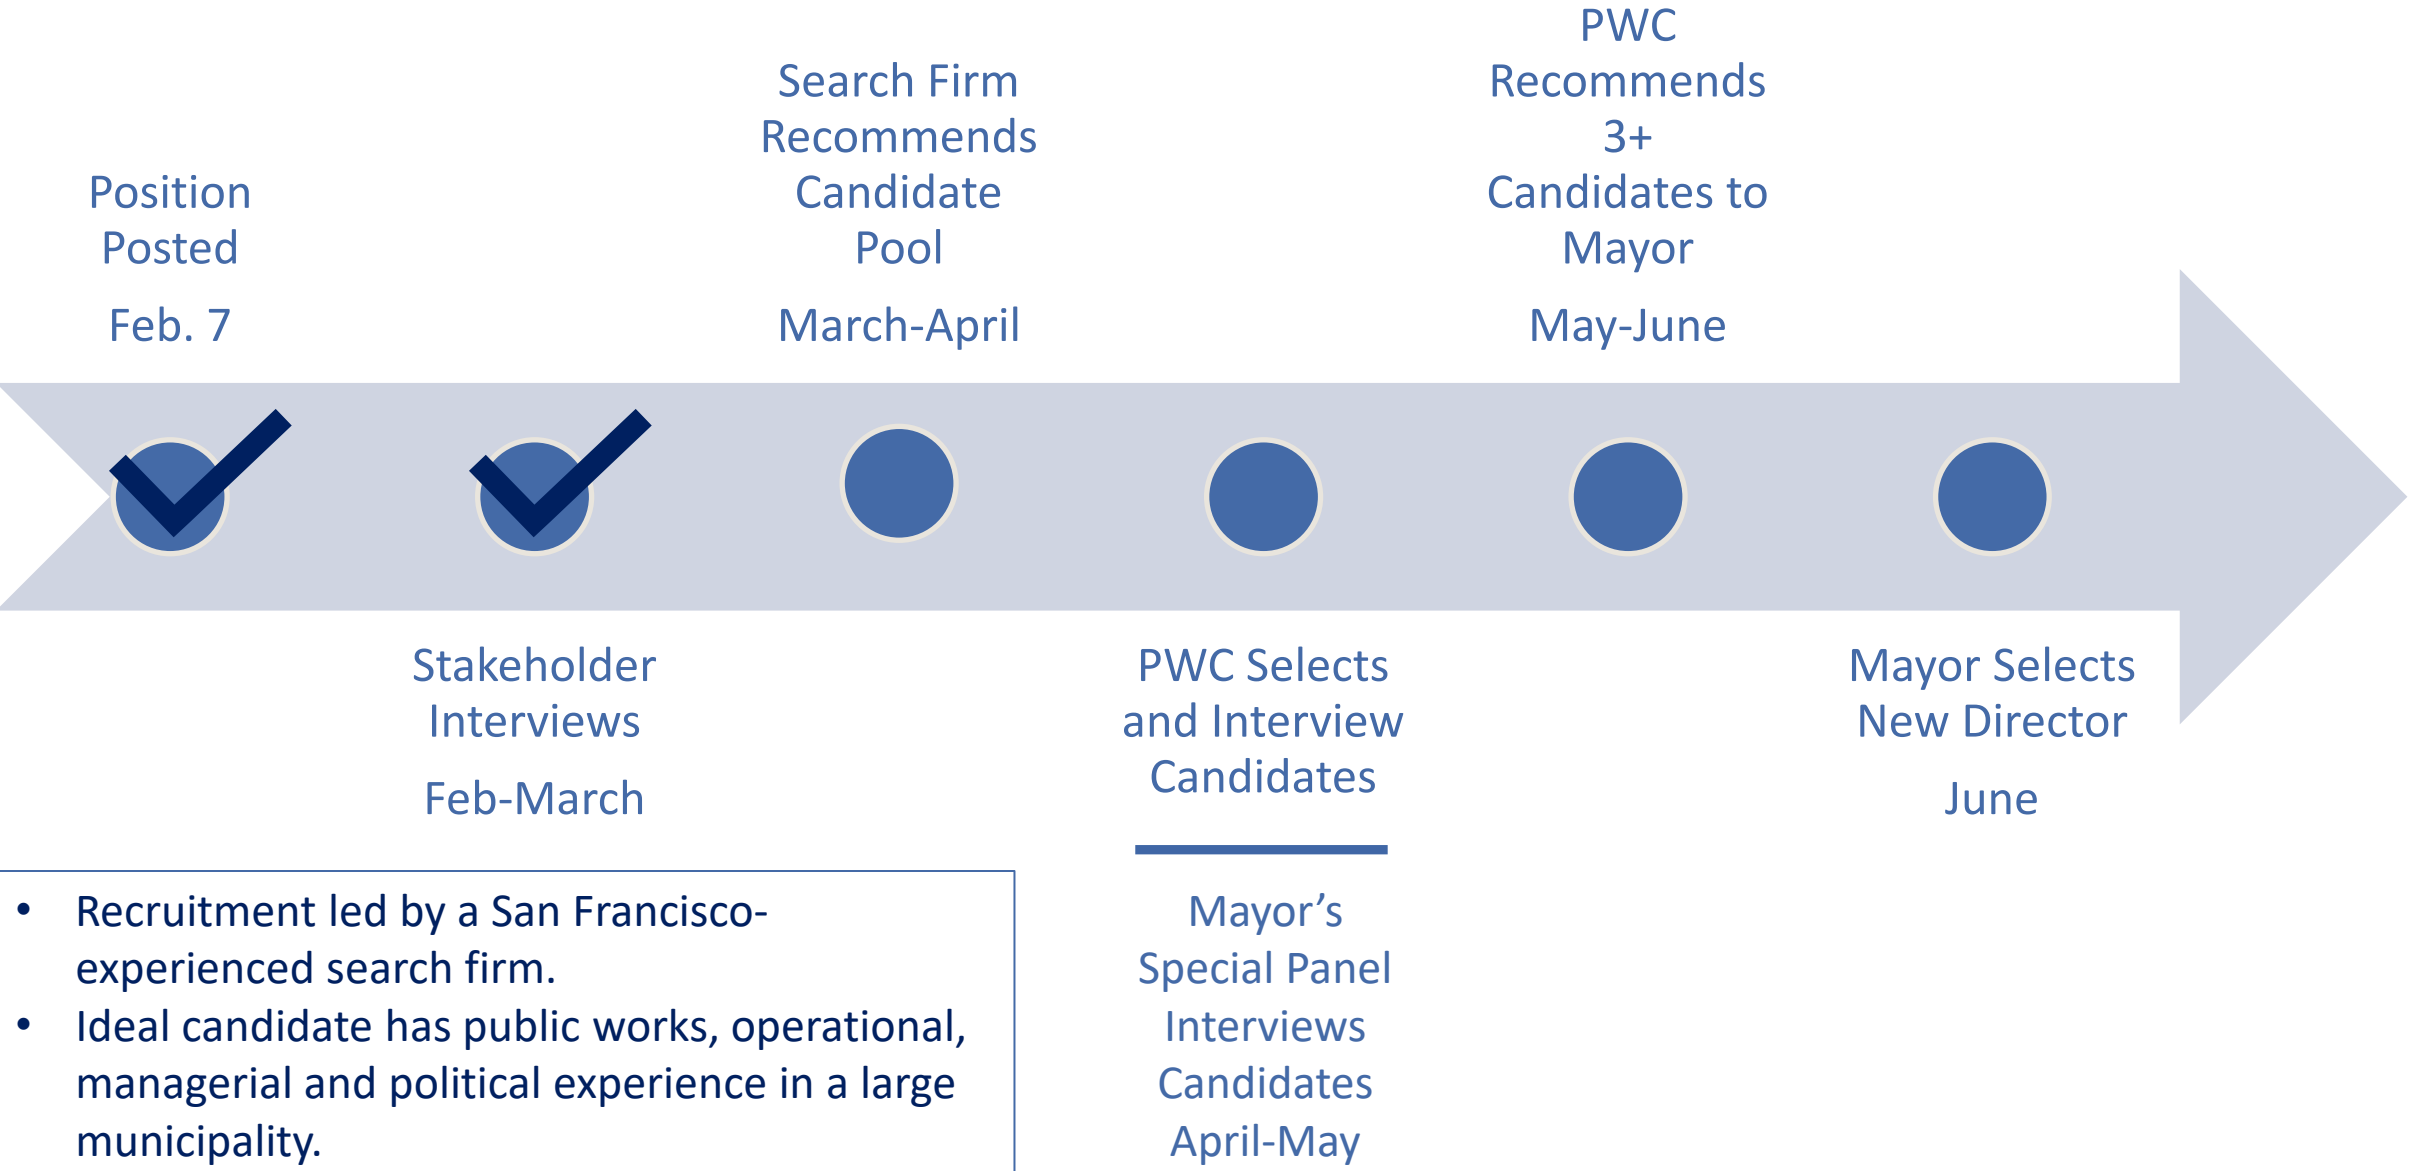 Position
Posted
Feb. 7
Stakeholder
Interviews
Feb-March
Search Firm
Recommends
Candidate
Pool
March-April
PWC Selects
and Interview
Candidates
Mayor’s
Special Panel
Interviews
Candidates
April-May
PWC
Recommends
3+
Candidates to
Mayor
May-June
Mayor Selects
New Director
June
• Recruitment led by a San Francisco-
experienced search firm.
• Ideal candidate has public works, operational,
managerial and political experience in a large
municipality.